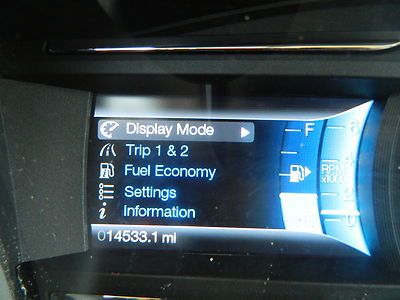 Display Mode
Trip 1 & 2
Fuel Economy
Settings
Information
014533.1 mi
F
RPM
x1000